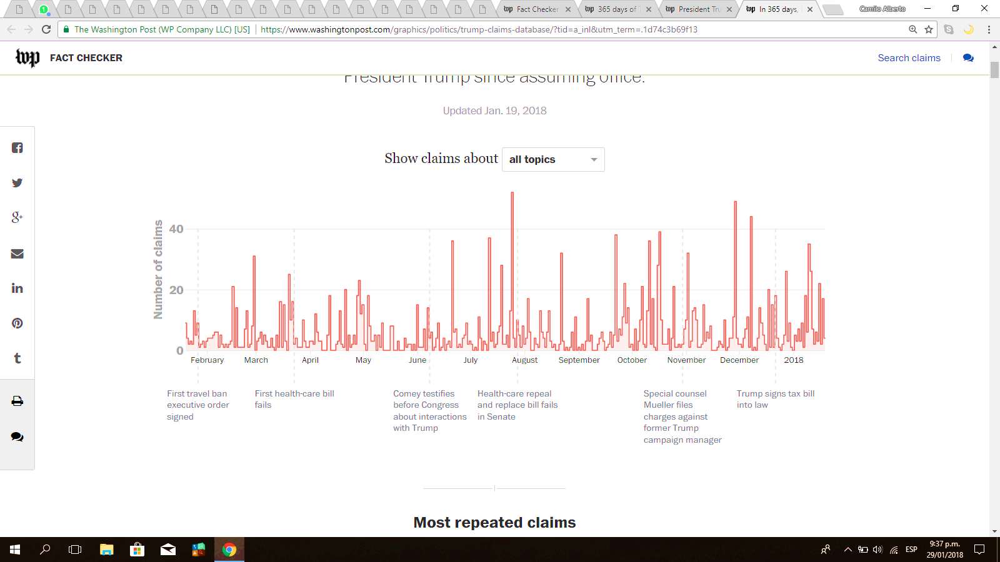 1
wp Fact Checker
wp 365 days of
wp President Tru
wp In 365 days,
Camilo Alberto
The Washington Post (WP Company LLC) [US]
https://www.washingtonpost.com/graphics/politics/trump-claims-database/?tid=a_inl&utm_term=.1d74c3b69f13
wp FACT CHECKER
Search claims
President Trump since assuming office.
Updated Jan. 19, 2018
Show claims about all topics
Number of claims
40
20
0
February March April May June July August September October November December 2018
First travel ban
executive order
signed
First health-care bill
fails
Comey testifies
before Congress
about interactions
with Trump
Health-care repeal
and replace bill fails
in Senate
Special counsel
Mueller files
charges against
former Trump
campaign manager
Trump signs tax bill
into law
Most repeated claims
ESP
9:37 p.m.
29/01/2018